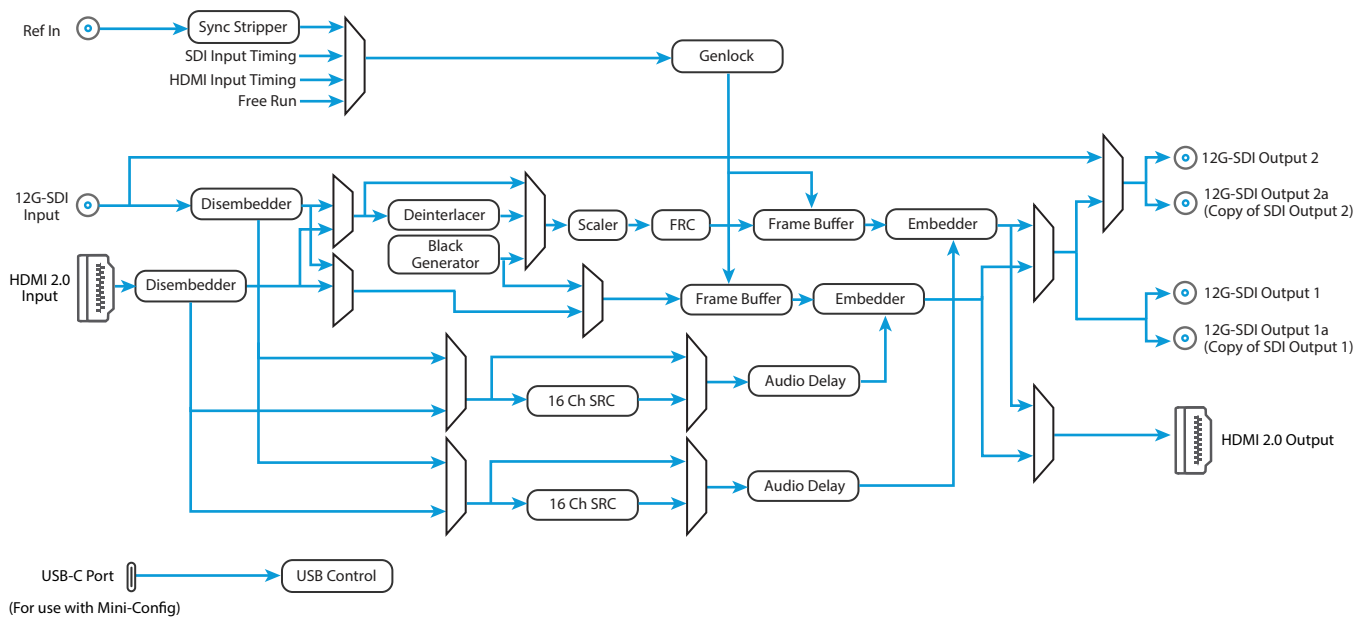 Ref In
Sync Stripper
SDI Input Timing
HDMI Input Timing
Free Run
Genlock
12G-SDI
Input
Disembedder
Deinterlacer
Black
Generator
Scaler
FRC
Frame Buffer
Embedder
12G-SDI Output 2
12G-SDI Output 2a
(Copy of SDI Output 2)
HDMI 2.0
Input
Disembedder
Frame Buffer
Embedder
12G-SDI Output 1
12G-SDI Output 1a
(Copy of SDI Output 1)
16 Ch SRC
Audio Delay
16 Ch SRC
Audio Delay
HDMI 2.0 Output
USB-C Port
USB Control
(For use with Mini-Config)